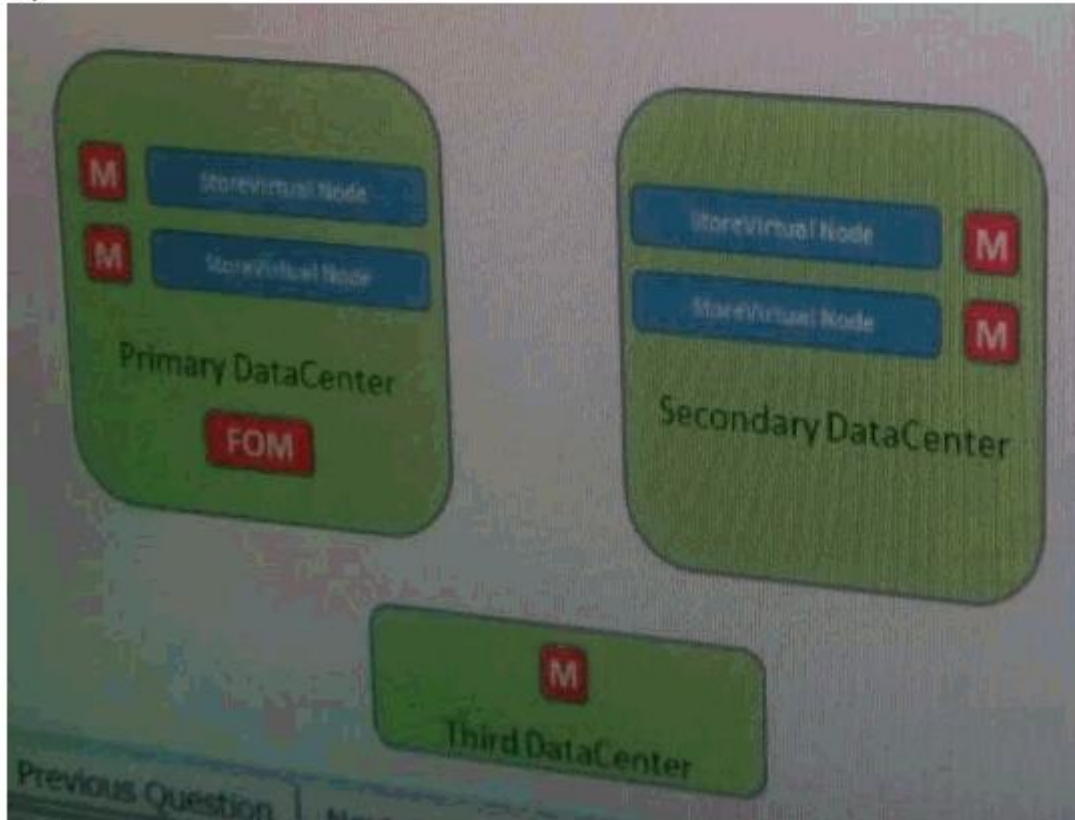 M StoreVirtual Node
M StoreVirtual Node
Primary DataCenter
FOM
StoreVirtual Node M
StoreVirtual Node M
Secondary DataCenter
M
Third DataCenter
Previous Question